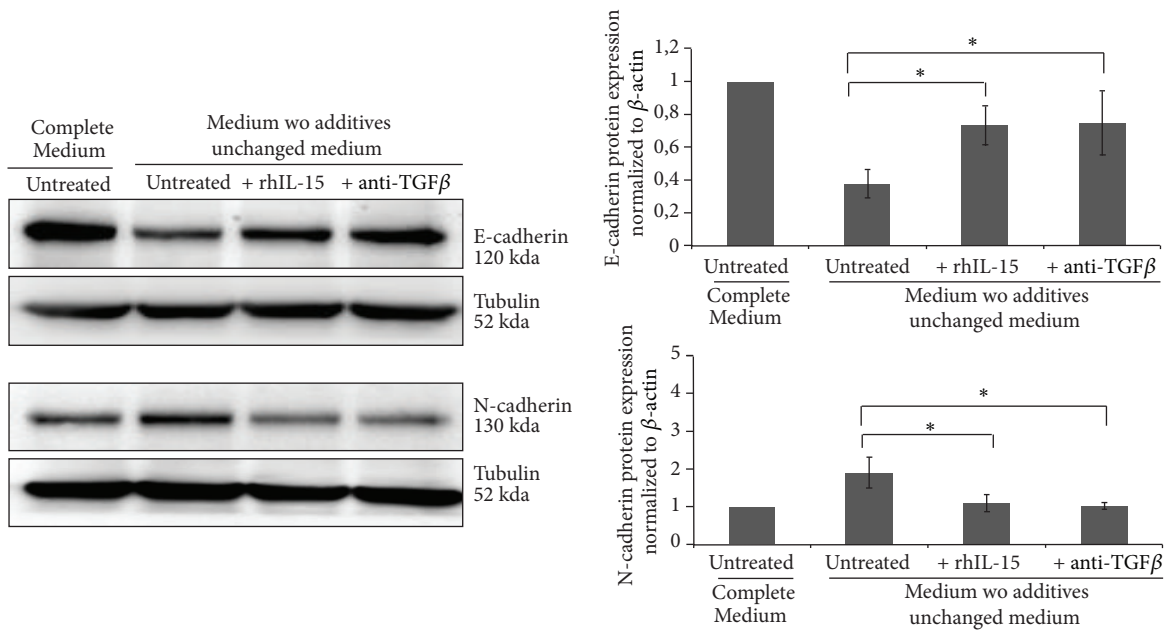 Complete
Medium
Medium wo additives
unchanged medium
Untreated
Untreated
+ rhIL-15
+ anti-TGFβ
E-cadherin
120 kda
Tubulin
52 kda
N-cadherin
130 kda
Tubulin
52 kda
E-cadherin protein expression
normalized to β-actin
1,2
1
0,8
0,6
0,4
0,2
0
*
*
Untreated
Untreated
+ rhIL-15
+ anti-TGFβ
Complete
Medium
Medium wo additives
unchanged medium
N-cadherin protein expression
normalized to β-actin
5
4
3
2
1
0
*
*
Untreated
Untreated
+ rhIL-15
+ anti-TGFβ
Complete
Medium
Medium wo additives
unchanged medium